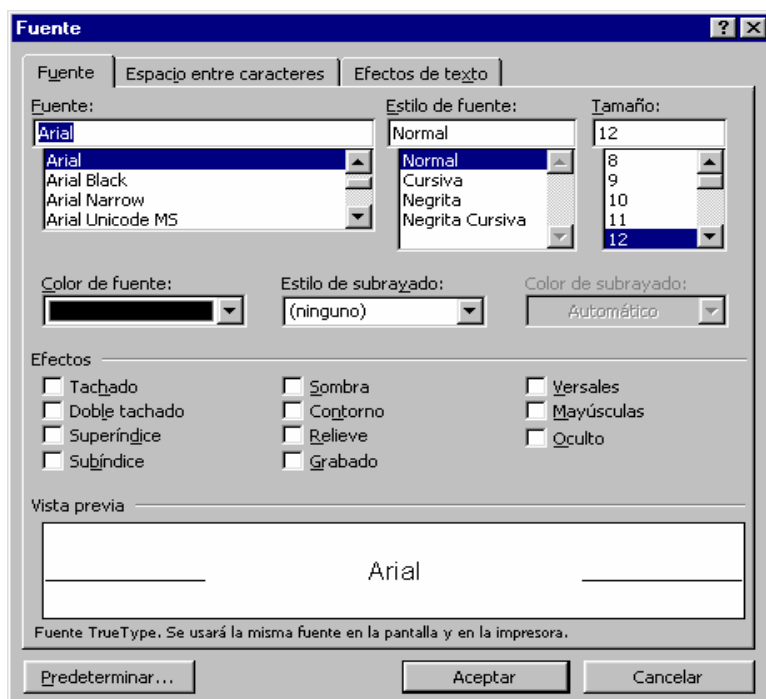 Fuente
Fuente Espacio entre caracteres Efectos de texto
Fuente: Estilo de fuente: Tamaño:
Arial Normal 12
Arial Normal 8
Arial Black Cursiva 9
Arial Narrow Negrita 10
Arial Unicode MS Negrita Cursiva 11
12
Color de fuente: Estilo de subrayado: Color de subrayado:
(ninguno) Automático
Efectos
Tachado Sombra Versales
Doble tachado Contorno Mayúsculas
Superíndice Relieve Oculto
Subíndice Grabado
Vista previa
Arial
Fuente TrueType. Se usará la misma fuente en la pantalla y en la impresora.
Predeterminar... Aceptar Cancelar